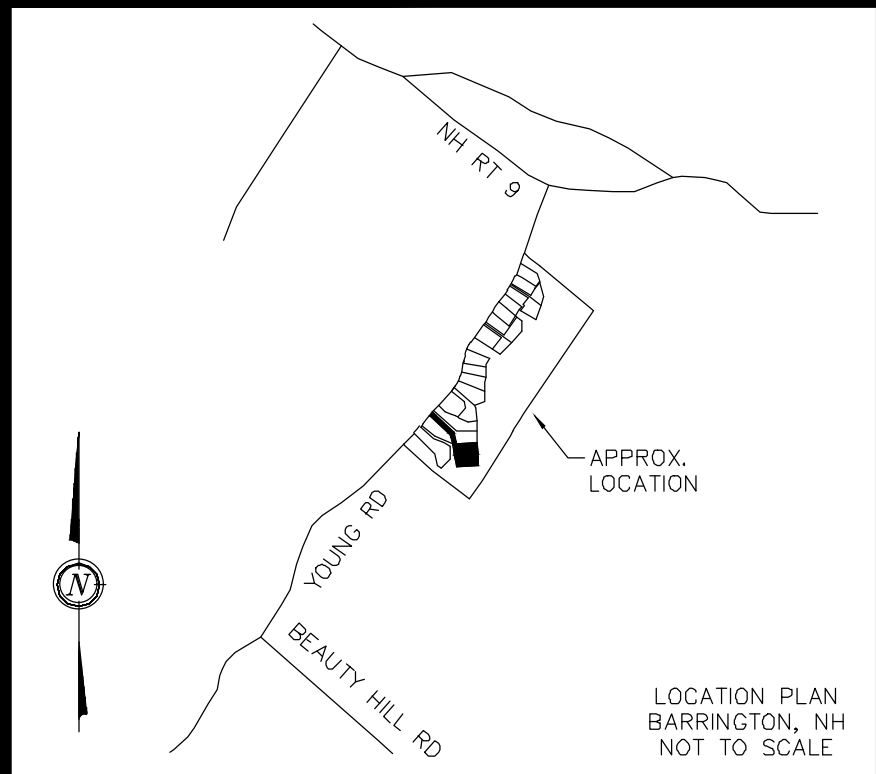 NH RT 9
APPROX.
LOCATION
YOUNG RD
N
BEAUTY HILL RD
LOCATION PLAN
BARRINGTON, NH
NOT TO SCALE